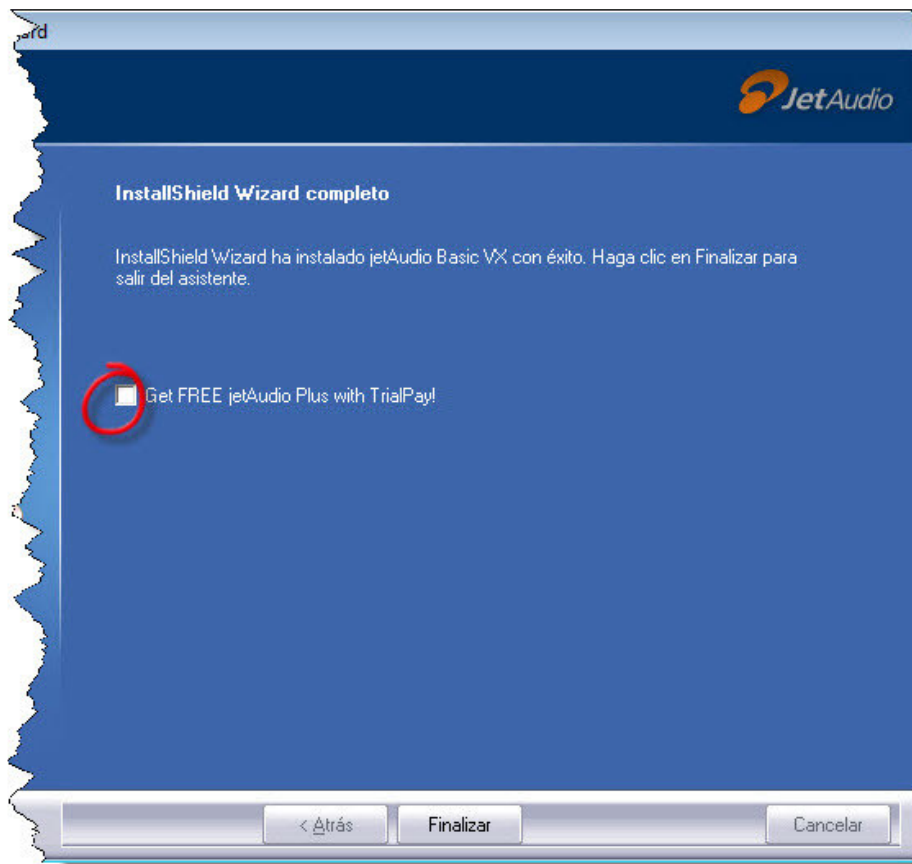 ard
JetAudio
InstallShield Wizard completo
InstallShield Wizard ha instalado jetAudio Basic VX con éxito. Haga clic en Finalizar para
salir del asistente.
Get FREE jetAudio Plus with TrialPay!
< Atrás
Finalizar
Cancelar